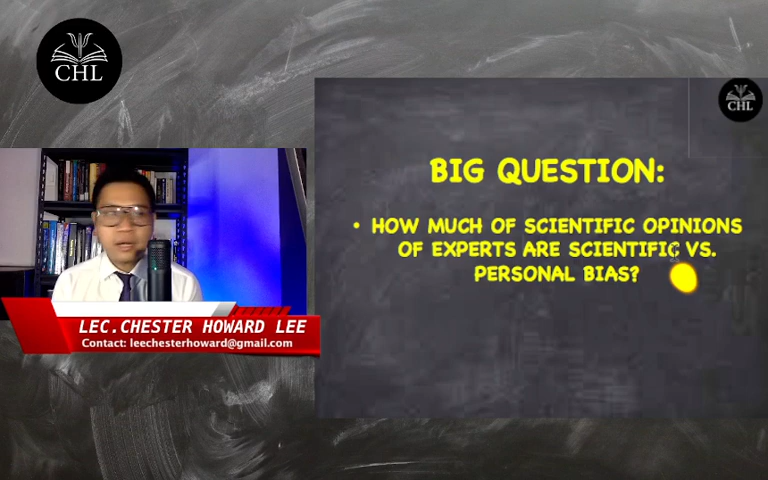 CHL
CHL
BIG QUESTION:
• HOW MUCH OF SCIENTIFIC OPINIONS
OF EXPERTS ARE SCIENTIFIC VS.
PERSONAL BIAS?
LEC.CHESTER HOWARD LEE
Contact: leechesterhoward@gmail.com